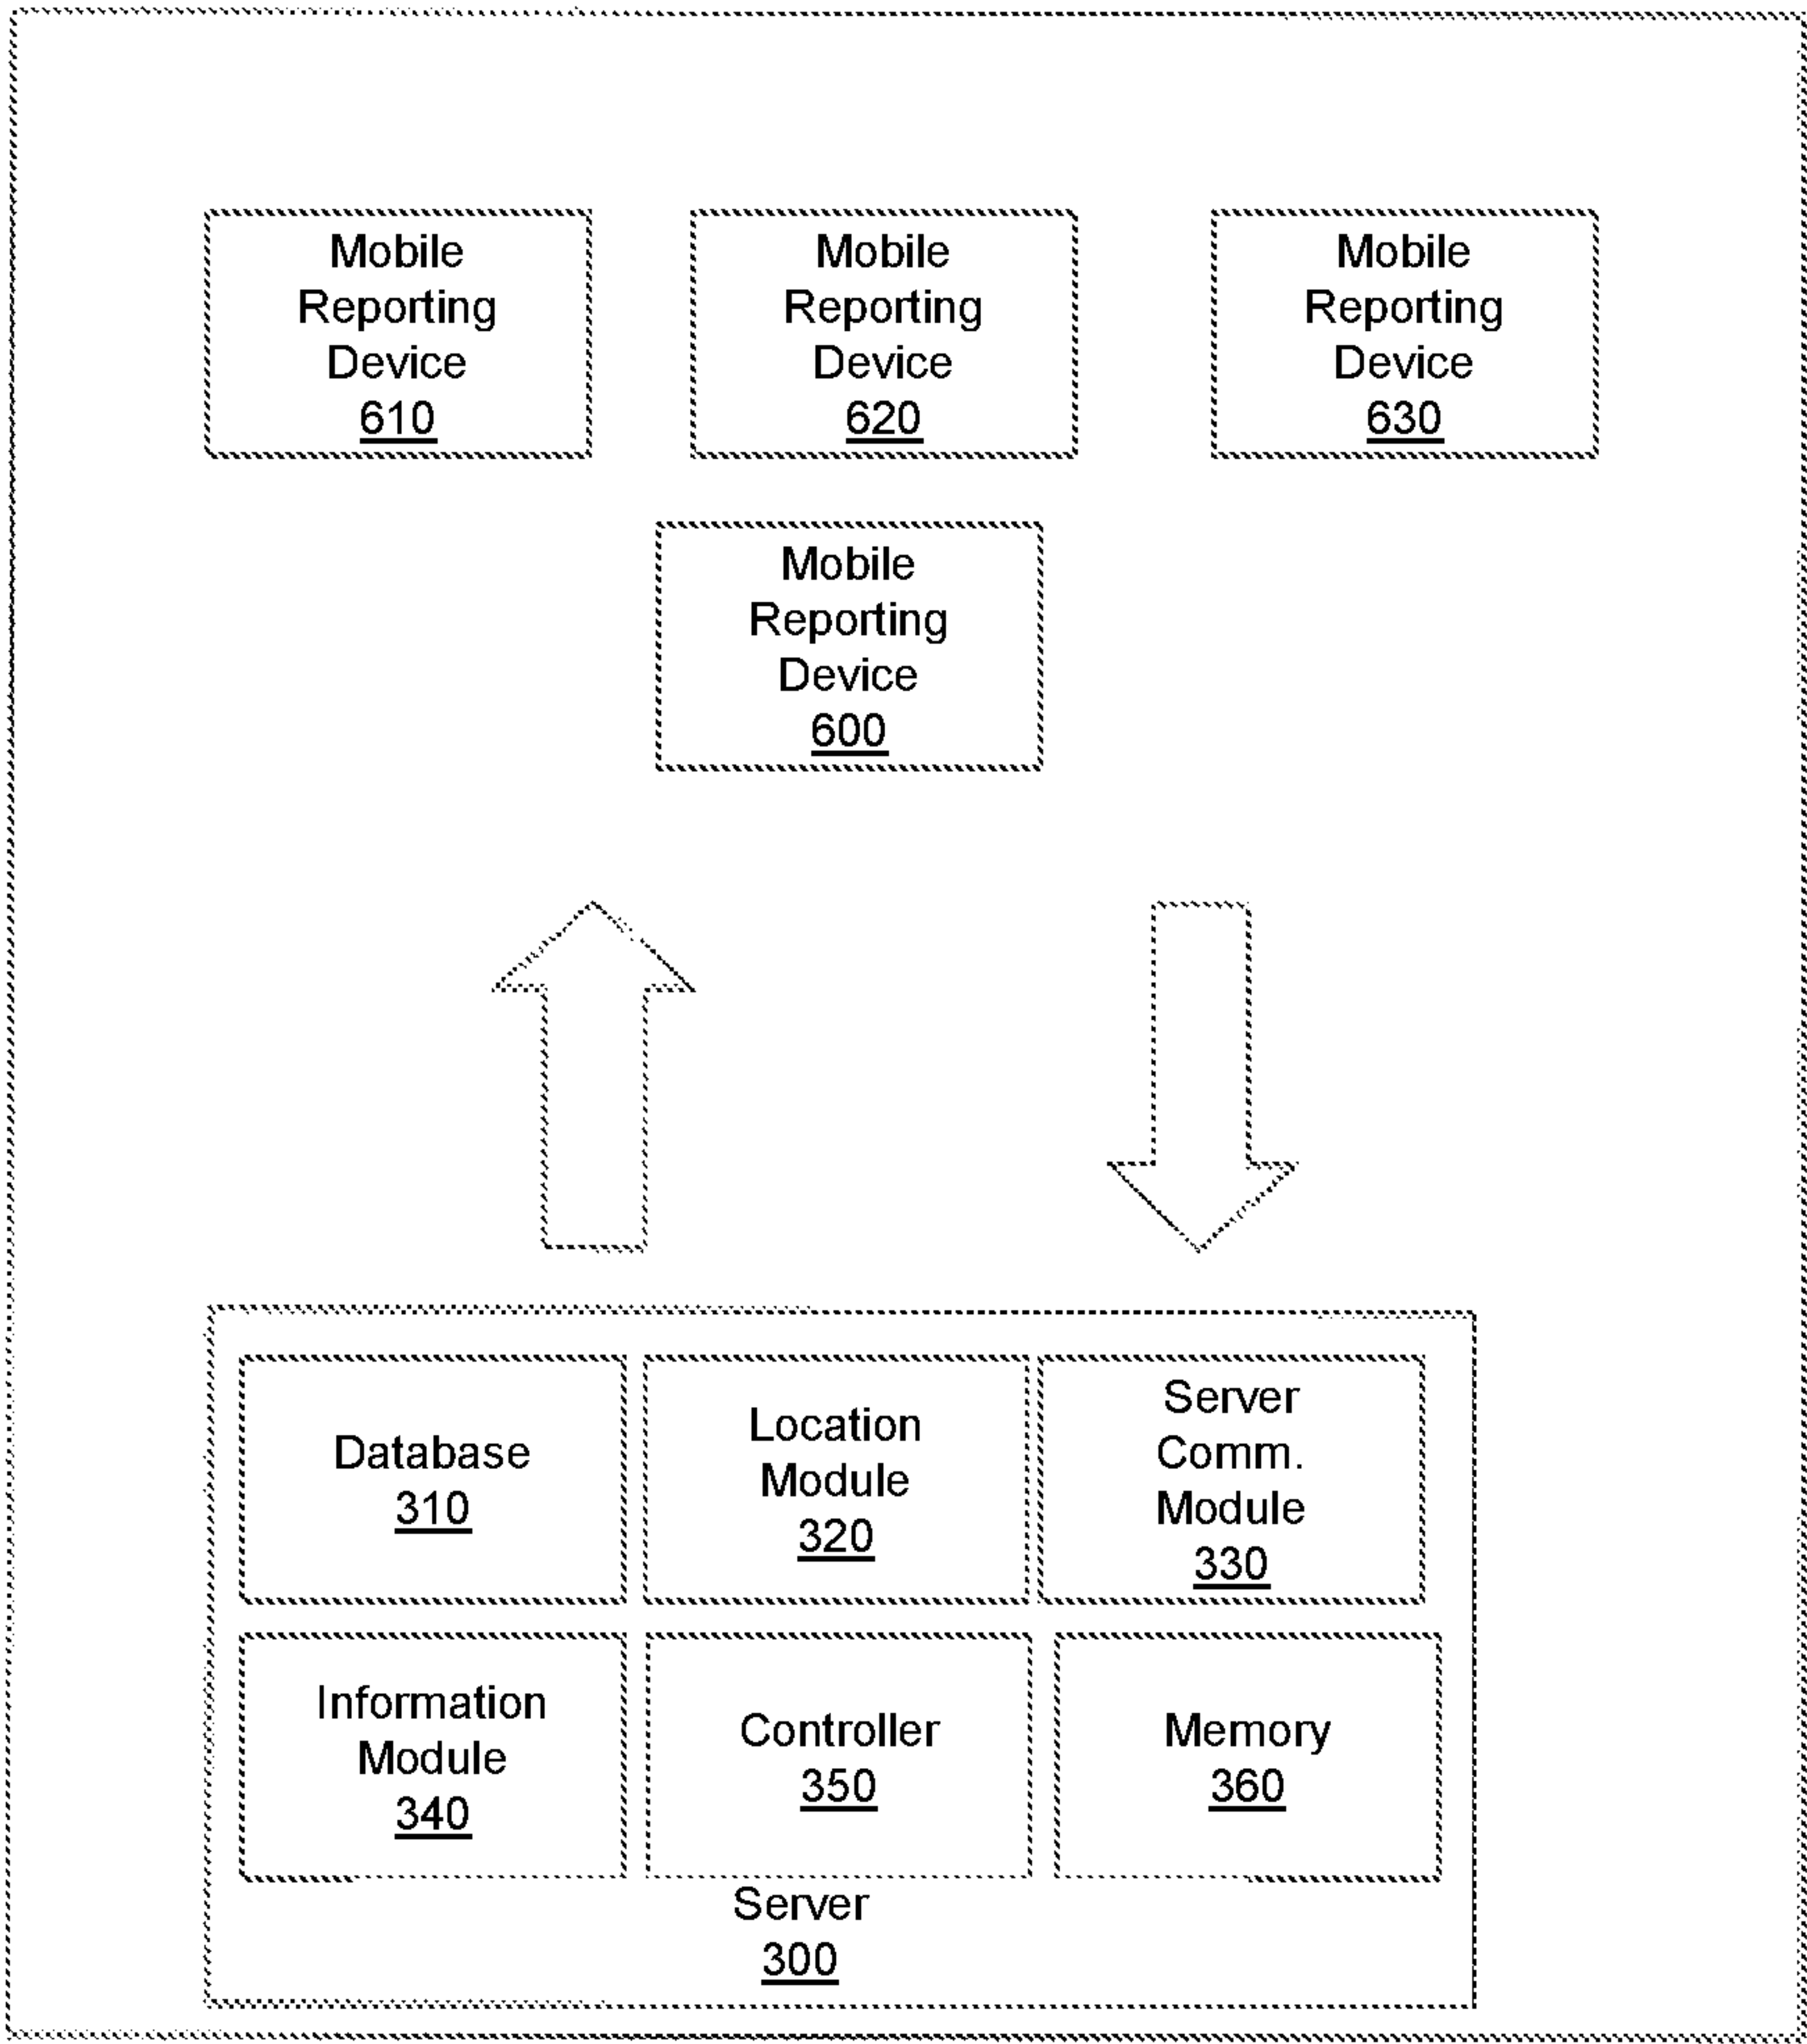 Mobile
Reporting
Device
610
Mobile
Reporting
Device
620
Mobile
Reporting
Device
630
Mobile
Reporting
Device
600
Database
310
Location
Module
320
Server
Comm.
Module
330
Information
Module
340
Controller
350
Memory
360
Server
300